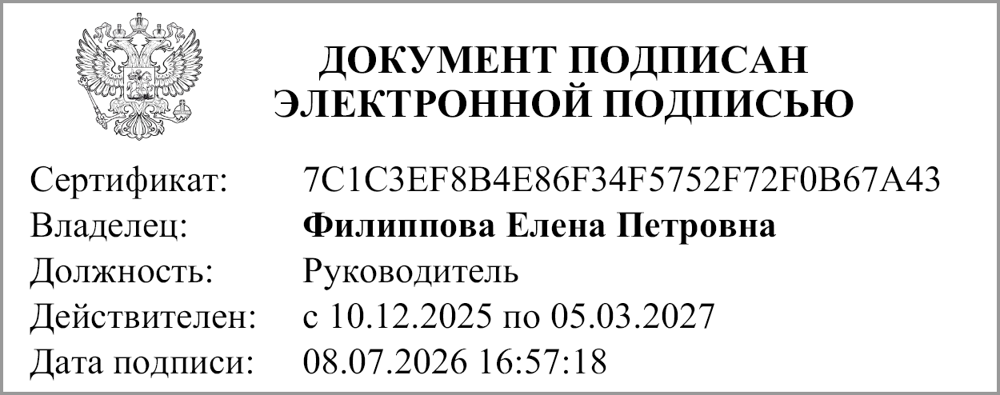 ДОКУМЕНТ ПОДПИСАН
ЭЛЕКТРОННОЙ ПОДПИСЬЮ
Сертификат: 7C1C3EF8B4E86F34F5752F72F0B67A43
Владелец: Филиппова Елена Петровна
Должность: Руководитель
Действителен: с 10.12.2025 по 05.03.2027
Дата подписи: 08.07.2026 16:57:18